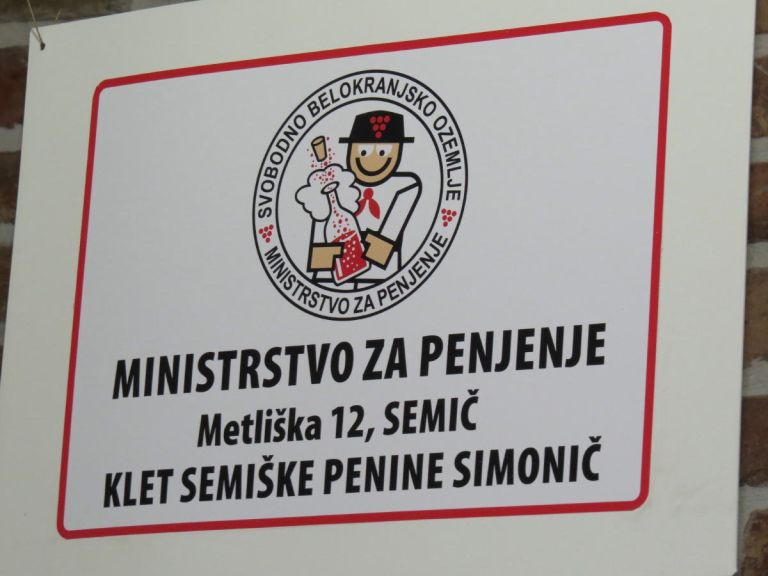 SVOBODNO BELOKRANJSKO OZEMLJE
MINISTRSTVO ZA PENJENJE
MINISTRSTVO ZA PENJENJE
Metliška 12, SEMIČ
KLET SEMIŠKE PENINE SIMONIČ